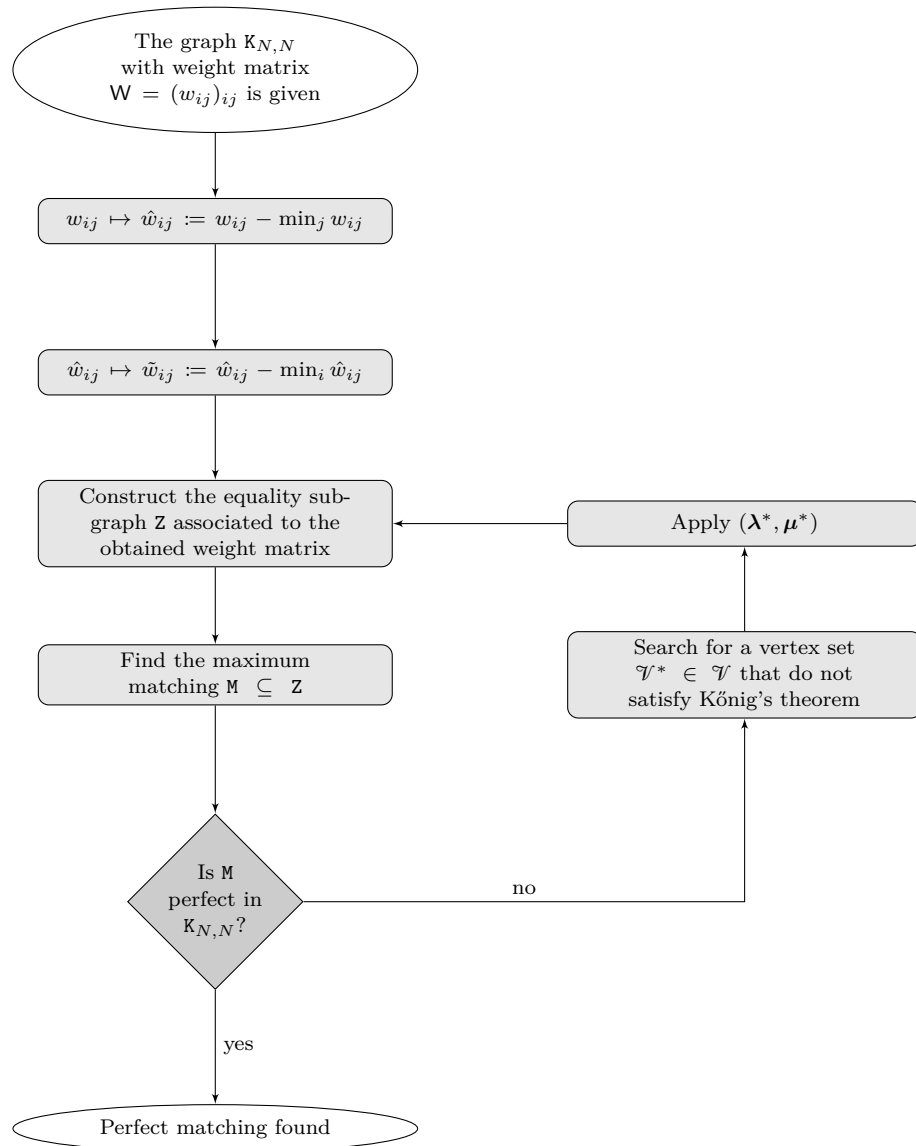 The graph K_{N,N}
with weight matrix
W = (w_{ij})_{ij} is given
w_{ij} ↦ ŵ_{ij} := w_{ij} − min_j w_{ij}
ŵ_{ij} ↦ w̃_{ij} := ŵ_{ij} − min_i ŵ_{ij}
Construct the equality sub-
graph Z associated to the
obtained weight matrix
Apply (λ*, μ*)
Find the maximum
matching M ⊆ Z
Search for a vertex set
𝒱* ∈ 𝒱 that do not
satisfy Kőnig's theorem
Is M
perfect in
K_{N,N}?
no
yes
Perfect matching found